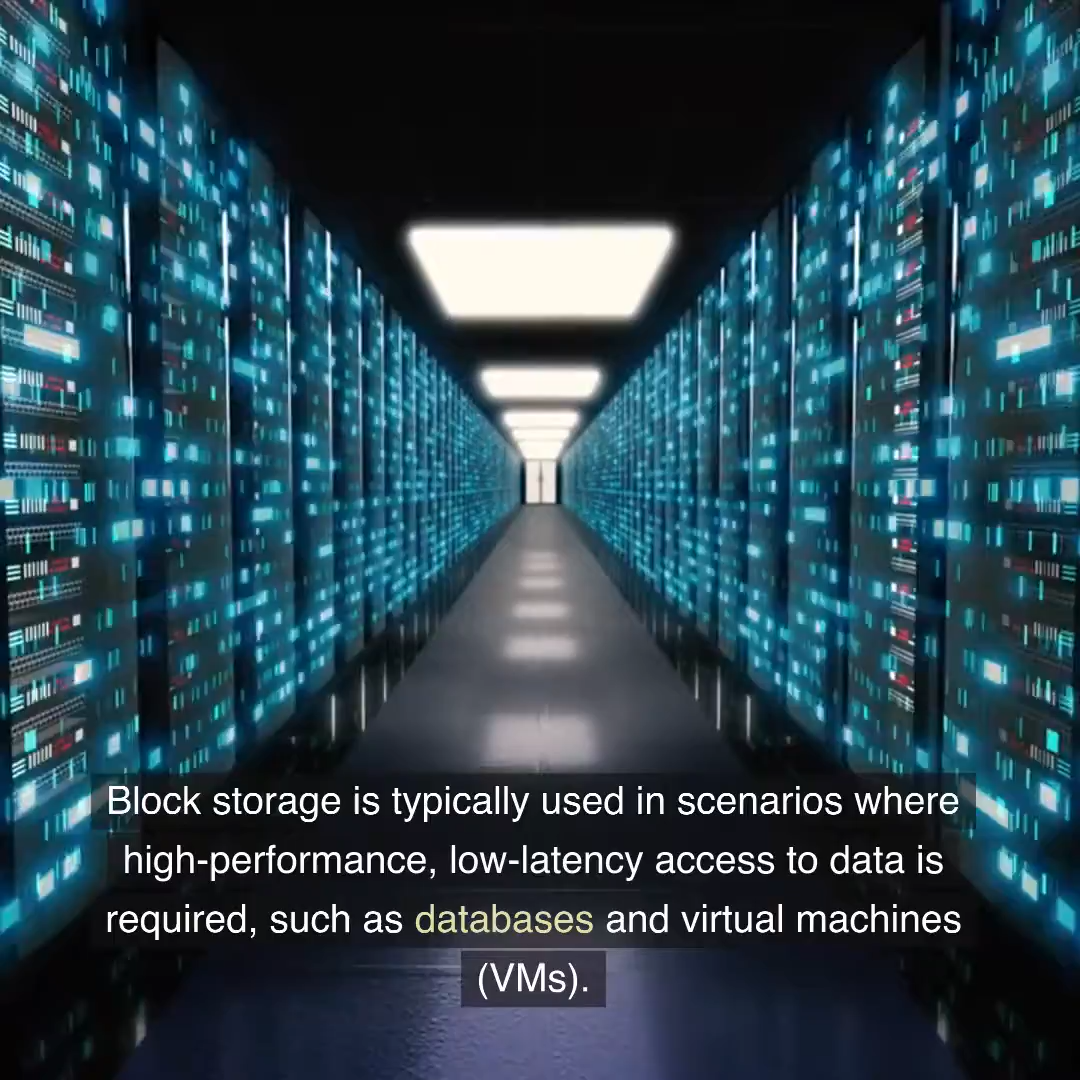 Block storage is typically used in scenarios where
high-performance, low-latency access to data is
required, such as databases and virtual machines
(VMs).